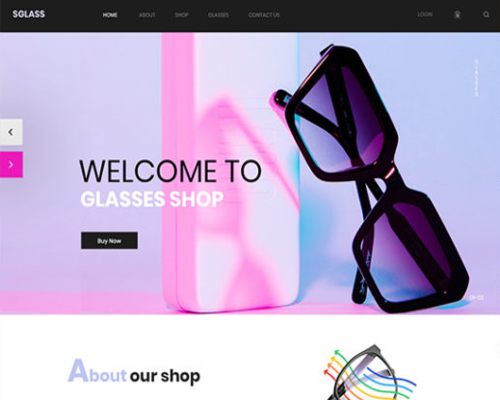 SGLASS
HOME
ABOUT
SHOP
GLASSES
CONTACT US
LOGIN
WELCOME TO
GLASSES SHOP
Buy Now
About our shop